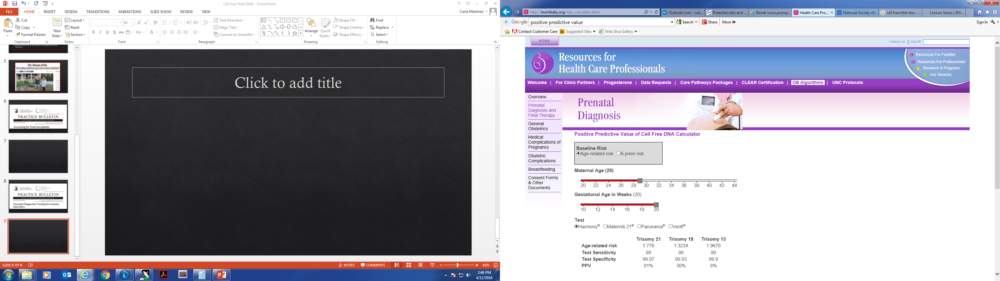 Cell free fetal DNA - PowerPoint
FILE HOME INSERT DESIGN TRANSITIONS ANIMATIONS SLIDE SHOW REVIEW VIEW
Carla Martinez
Paste
Cut
Copy
Format Painter
Clipboard
New Slide
Layout
Reset
Section
Slides
54
B I U S abc AV Aa A
Font
Text Direction
Align Text
Convert to SmartArt
Paragraph
Arrange
Quick Styles
Shape Fill
Shape Outline
Shape Effects
Drawing
Find
Replace
Select
Editing
5
The Boston Globe
Oversold prenatal tests spur some to choose abortions
6
PRACTICE BULLETIN
Screening for Fetal Aneuploidy
7
8
PRACTICE BULLETIN
Prenatal Diagnostic Testing for Genetic
Disorders
9
Click to add title
SLIDE 9 OF 9
NOTES COMMENTS
92%
2:46 PM
4/12/2016
http://mombaby.org/nips_calculator.html
Outlook.com - carl...
Potential risks and ...
Bomb scare promp...
Health Care Pro...
National Society of...
cell free fetal dna - ...
Lecture Series | SM...
Google positive predictive value Search Share More »
Sign In
Contact Customer Care Suggested Sites Web Slice Gallery
HOME
contact us | search
Resources for
Health Care Professionals
Resources For Families
Resources For Professionals
Research & Programs
Our Services
Welcome | For Clinic Partners | Progesterone | Data Requests | Care Pathways Packages | CLEAR Certification | OB Algorithms | UNC Protocols
Overview
Prenatal
Diagnosis and
Fetal Therapy
General
Obstetrics
Medical
Complications of
Pregnancy
Obstetric
Complications
Breastfeeding
Consent Forms
& Other
Documents
Prenatal
Diagnosis
Positive Predictive Value of Cell Free DNA Calculator
Baseline Risk
Age-related risk A priori risk
Maternal Age (29)
20 22 24 26 28 30 32 34 36 38 40 42 44
Gestational Age in Weeks (20)
10 12 14 16 18 20
Test
Harmony® Materniti 21® Panorama® Verifi®
Trisomy 21 Trisomy 18 Trisomy 13
Age-related risk 1:776 1:3234 1:9678
Test Sensitivity 99 98 80
Test Specificity 99.97 99.93 99.9
PPV 81% 30% 8%